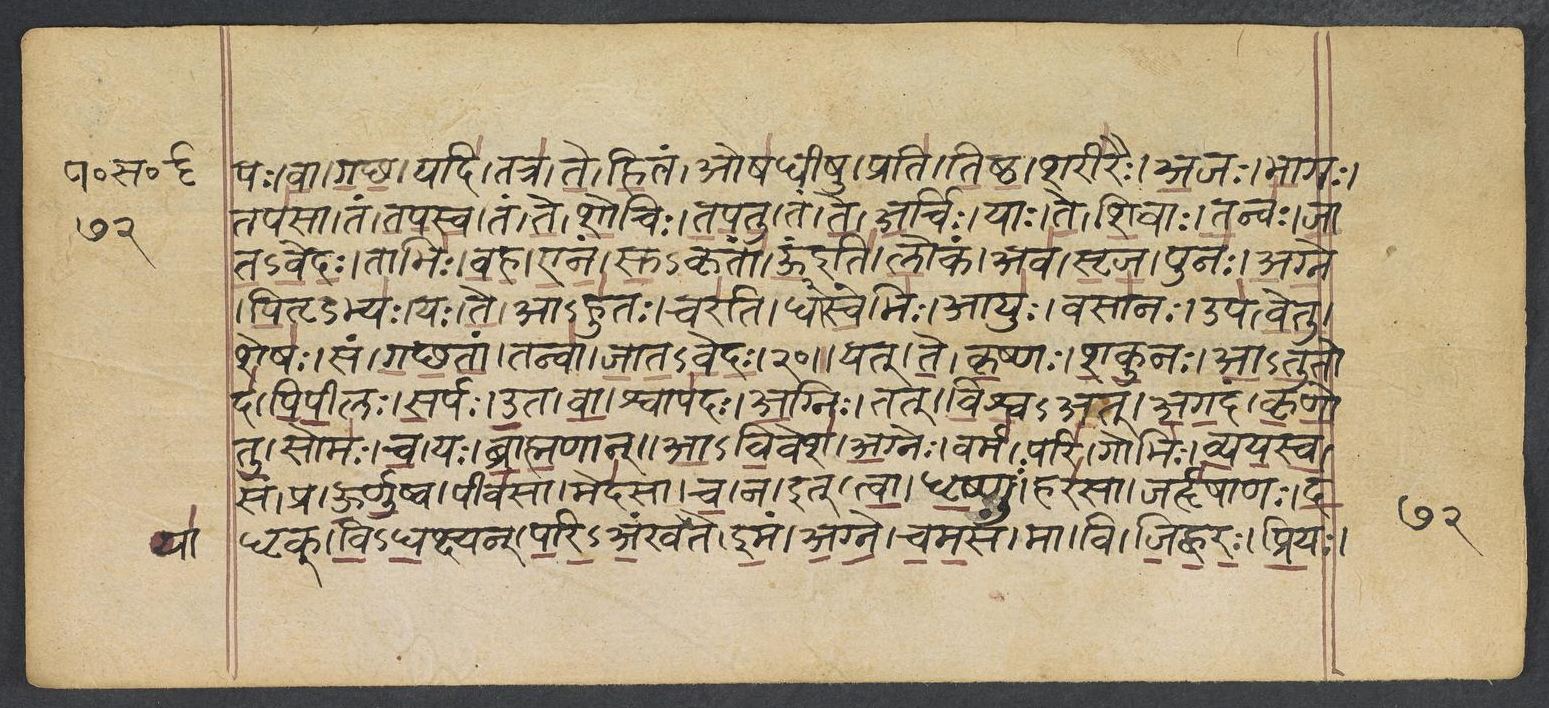 प॰स॰ ६
७२
पः।वा।गच्छ।यदि।तत्र।ते।हितं।ओषधीषु।प्रति।तिष्ठ।शरीरैः।अजः।भागः।
तपसा।तं।तपस्व।तं।ते।शोचिः।तपतु।तं।ते।अर्चिः।याः।ते।शिवाः।तन्वः।जा
तऽवेदः।ताभिः।वह।एनं।सुऽकृतां।ऊं इति।लोकं।अव।सृज।पुनः।अग्ने
।पितृऽभ्यः।यः।ते।आऽहुतः।चरति।स्वधाभिः।आयुः।वसानः।उप।वेतु।
शेषः।सं।गच्छतां।तन्वा।जातऽवेदः।२०।।यत्।ते।कृष्णः।शकुनः।आऽतुतो
द।पिपीलः।सर्पः।उत।वा।श्वापदः।अग्निः।तत्।विश्वऽअत्।अगदं।कृणो
तु।सोमः।च।यः।ब्राह्मणान्।।आऽविवेश।अग्नेः।वर्म।परि।गोभिः।व्ययस्व।
सं।प्र।ऊर्णुष्व।पीवसा।मेदसा।च।न।इत्।त्वा।धृष्णुः।हरसा।जर्हृषाणः।द
धृक्।विऽधक्ष्यन्।परिऽअंखयाते।इमं।अग्ने।चमसं।मा।वि।जिह्वरः।प्रियः।
या
७२